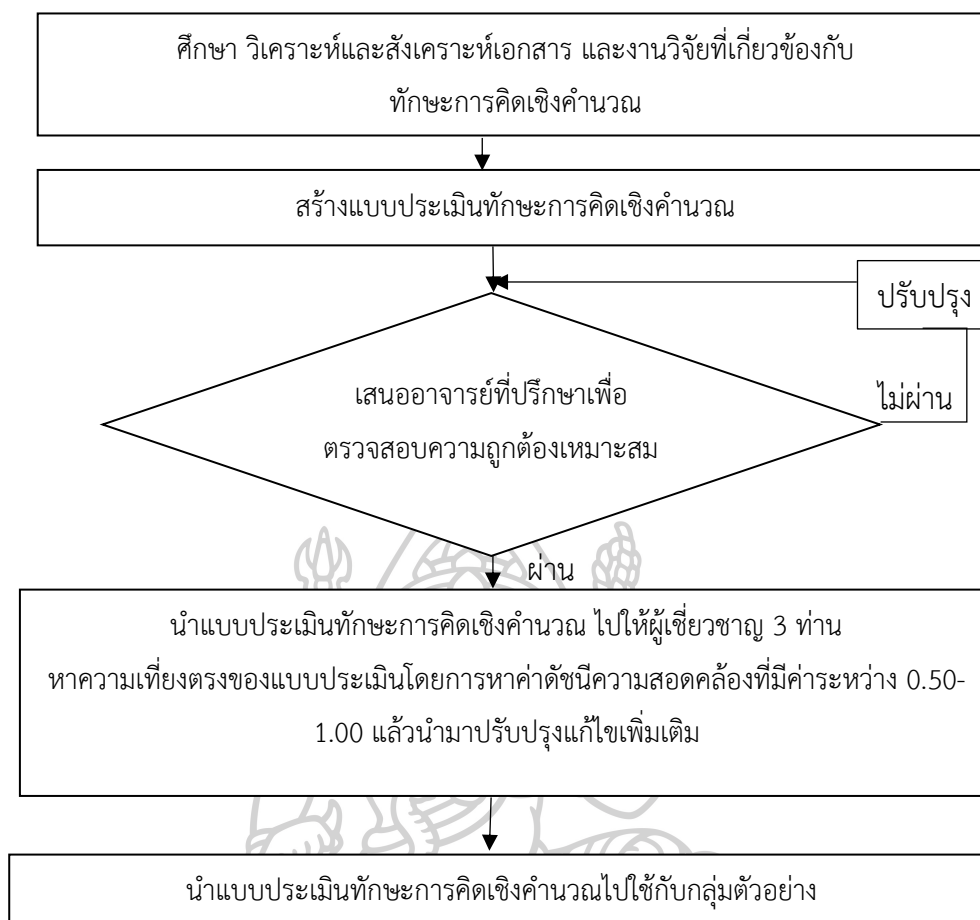 ศึกษา วิเคราะห์และสังเคราะห์เอกสาร และงานวิจัยที่เกี่ยวข้องกับ
ทักษะการคิดเชิงคำนวณ
สร้างแบบประเมินทักษะการคิดเชิงคำนวณ
ปรับปรุง
เสนออาจารย์ที่ปรึกษาเพื่อ
ตรวจสอบความถูกต้องเหมาะสม
ไม่ผ่าน
ผ่าน
นำแบบประเมินทักษะการคิดเชิงคำนวณ ไปให้ผู้เชี่ยวชาญ 3 ท่าน
หาความเที่ยงตรงของแบบประเมินโดยการหาค่าดัชนีความสอดคล้องที่มีค่าระหว่าง 0.50-
1.00 แล้วนำมาปรับปรุงแก้ไขเพิ่มเติม
นำแบบประเมินทักษะการคิดเชิงคำนวณไปใช้กับกลุ่มตัวอย่าง